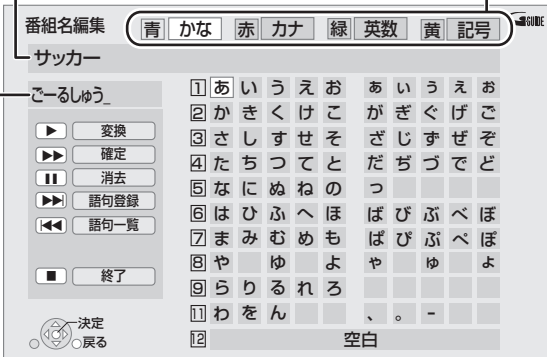 番組名編集 青 かな 赤 カナ 緑 英数 黄 記号 GUIDE
サッカー
ごーるしゅう_
変換
確定
消去
語句登録
語句一覧
終了
決定
戻る
1 あ い う え お ぁ ぃ ぅ ぇ ぉ
2 か き く け こ が ぎ ぐ げ ご
3 さ し す せ そ ざ じ ず ぜ ぞ
4 た ち つ て と だ ぢ づ で ど
5 な に ぬ ね の っ
6 は ひ ふ へ ほ ば び ぶ べ ぼ
7 ま み む め も ぱ ぴ ぷ ぺ ぽ
8 や ゆ よ ゃ ゅ ょ
9 ら り る れ ろ
11 わ を ん 、 。 -
12 空白